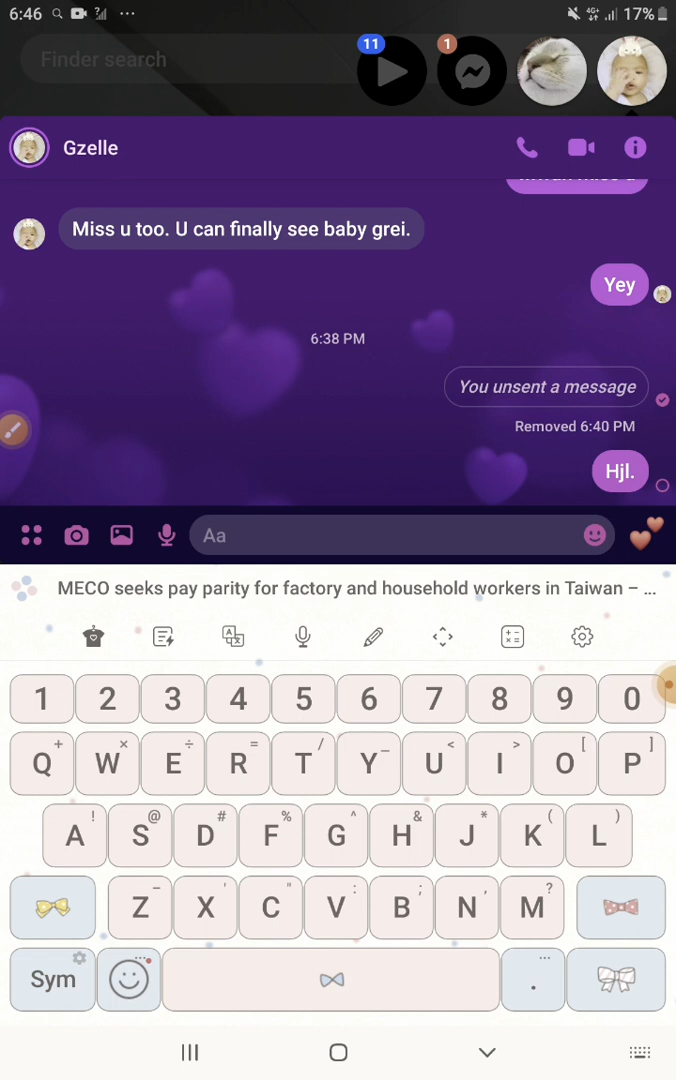 6:46 4G+ 17%
Finder search
11
1
Gzelle
Miss u too. U can finally see baby grei.
Yey
6:38 PM
You unsent a message
Removed 6:40 PM
Hjl.
Aa
MECO seeks pay parity for factory and household workers in Taiwan – ...
1 2 3 4 5 6 7 8 9 0
+ × ÷ = / _ < > [ ]
Q W E R T Y U I O P
! @ # % ^ & * ( )
A S D F G H J K L
- ' " : ; , ?
Z X C V B N M
Sym .